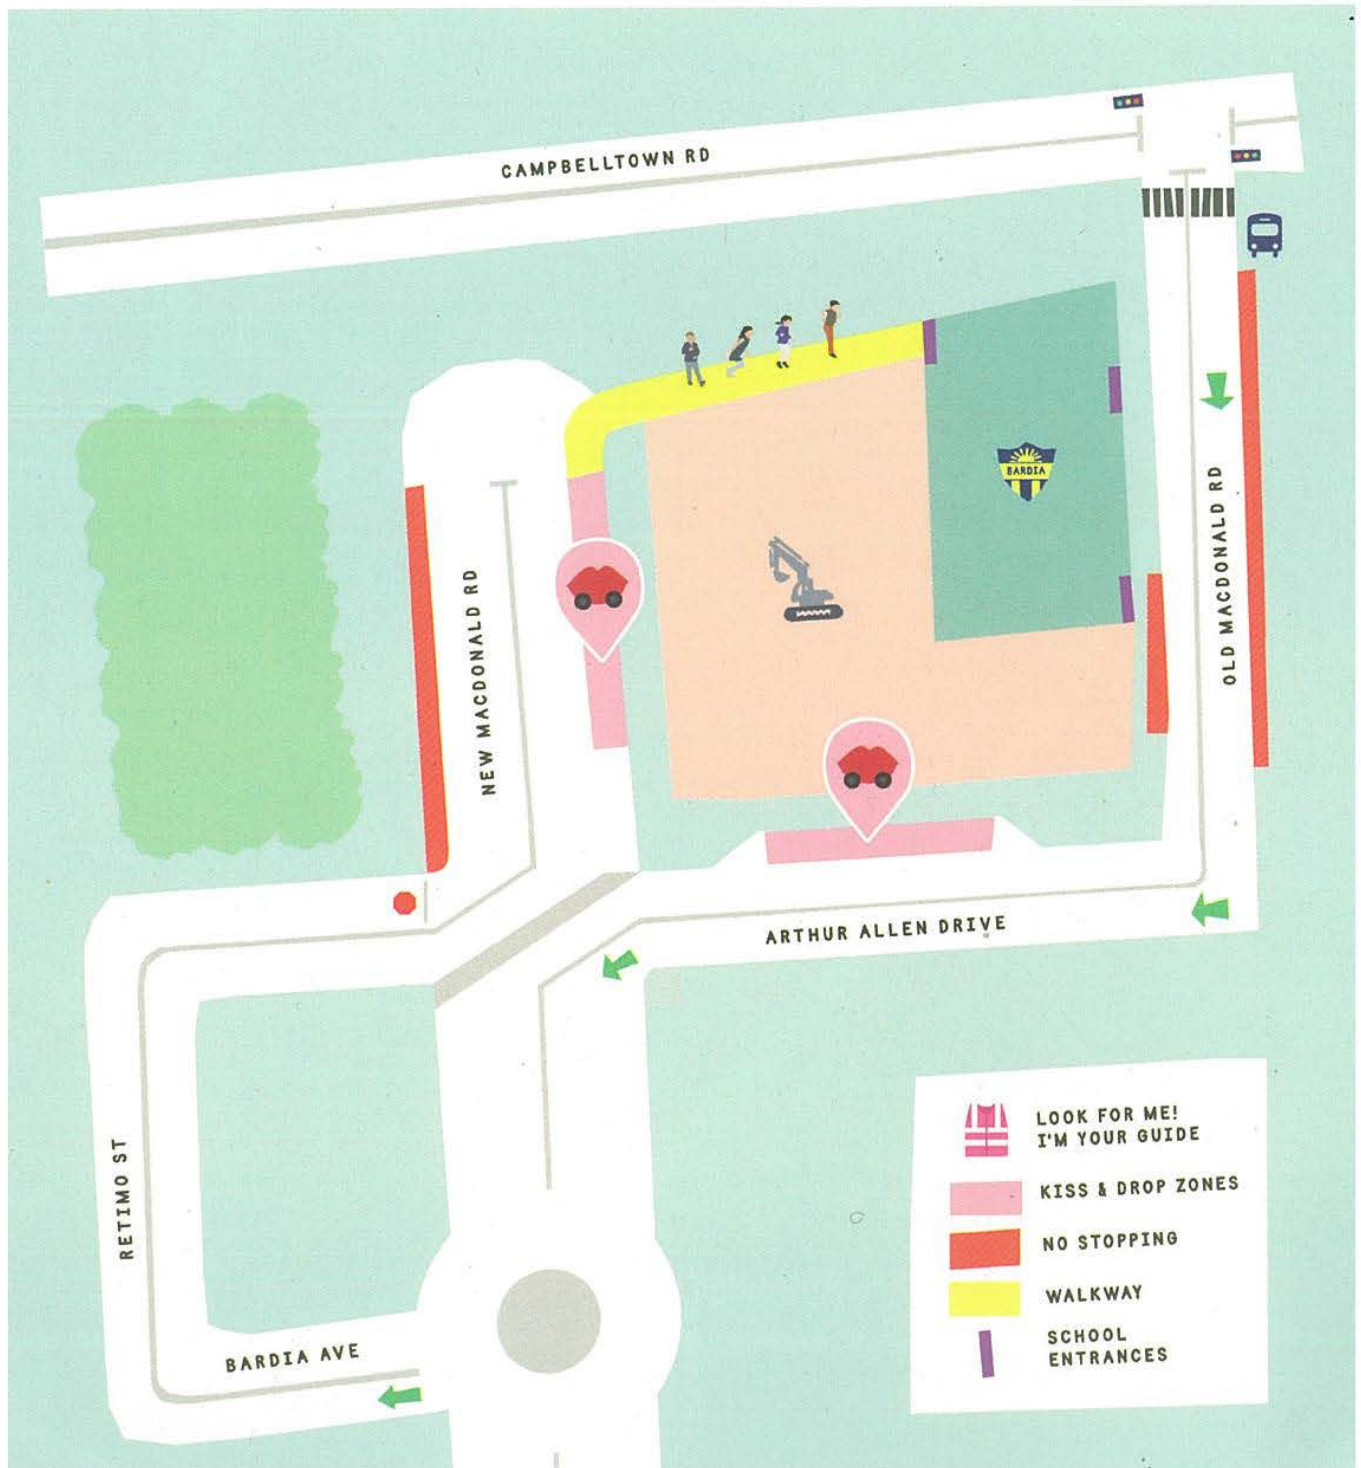 CAMPBELLTOWN RD
BARDIA
OLD MACDONALD RD
NEW MACDONALD RD
ARTHUR ALLEN DRIVE
RETIMO ST
BARDIA AVE
LOOK FOR ME!
I'M YOUR GUIDE
KISS & DROP ZONES
NO STOPPING
WALKWAY
SCHOOL
ENTRANCES